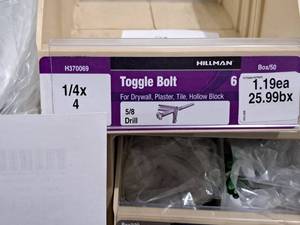 HILLMAN
H370069
Box/50
1/4x
4
Toggle Bolt
6
For Drywall, Plaster, Tile, Hollow Block
5/8
Drill
1.19ea
25.99bx